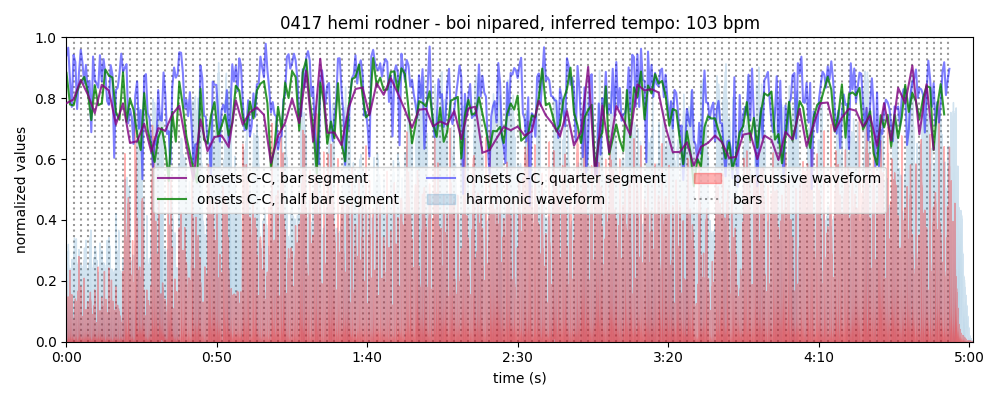 0417 hemi rodner - boi nipared, inferred tempo: 103 bpm
1.0
0.8
0.6
0.4
0.2
0.0
normalized values
onsets C-C, bar segment
onsets C-C, half bar segment
onsets C-C, quarter segment
harmonic waveform
percussive waveform
bars
0:00 0:50 1:40 2:30 3:20 4:10 5:00
time (s)